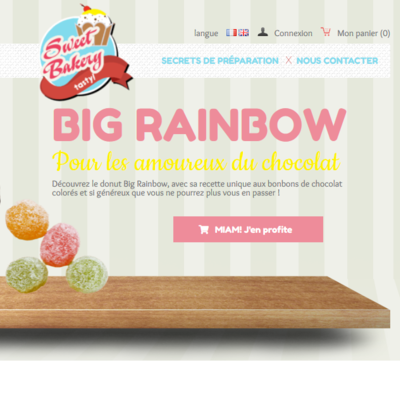 langue Connexion Mon panier (0)
Sweet
Bakery
tasty!
SECRETS DE PRÉPARATION X NOUS CONTACTER
BIG RAINBOW
Pour les amoureux du chocolat
Découvrez le donut Big Rainbow, avec sa recette unique aux bonbons de chocolat
colorés et si généreux que vous ne pourrez plus vous en passer !
MIAM! J'en profite